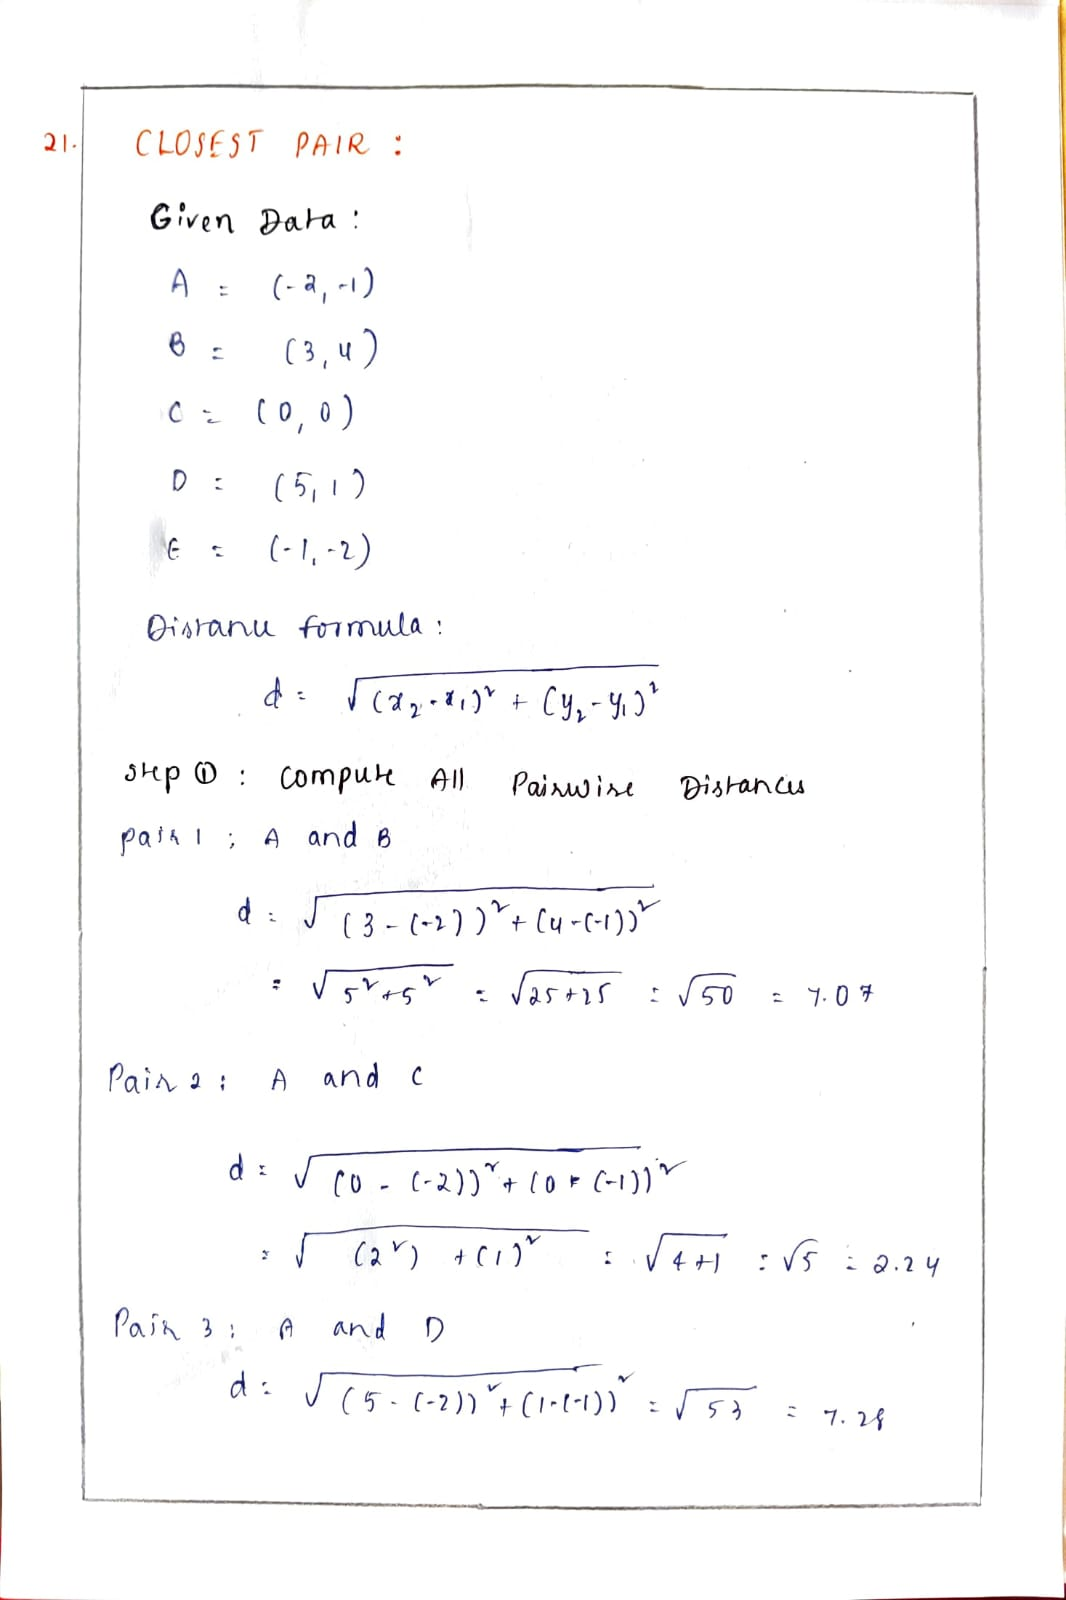 21. CLOSEST PAIR :
Given Data :
A = (-2, -1)
B = (3, 4)
C = (0, 0)
D = (5, 1)
E = (-1, -2)
Distance formula :
d = √(x₂-x₁)² + (y₂-y₁)²
step ① : compute All Pairwise Distances
pair 1 ; A and B
d = √(3-(-2))² + (4-(-1))²
= √5²+5² = √25+25 = √50 = 7.07
Pair 2 : A and C
d = √(0 - (-2))² + (0 - (-1))²
= √(2²) + (1)² = √4+1 = √5 = 2.24
Pair 3 ; A and D
d = √(5-(-2))² + (1-(-1))² = √53 = 7.28